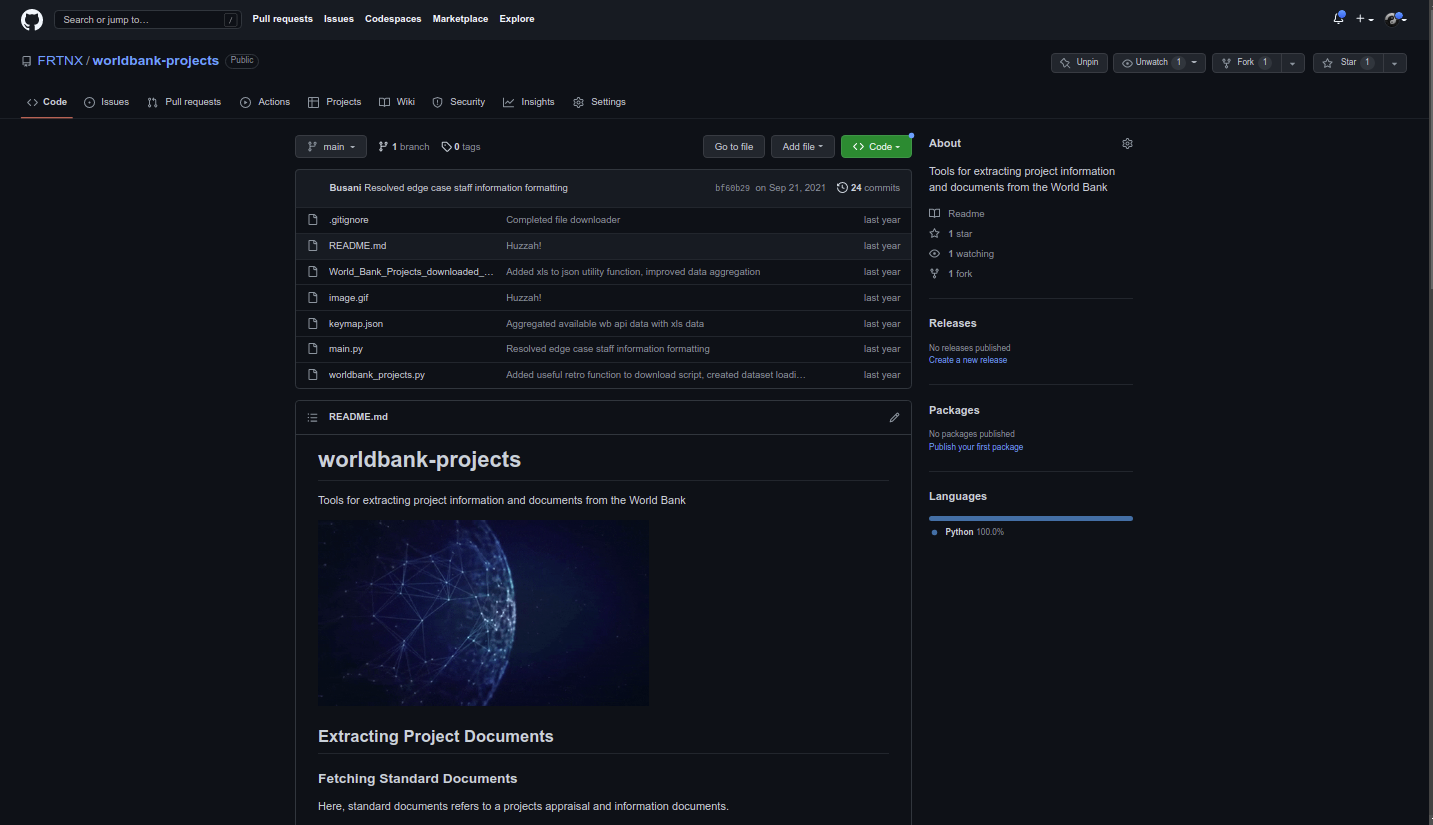 Search or jump to… /
Pull requests Issues Codespaces Marketplace Explore
FRTNX / worldbank-projects Public
Unpin Unwatch 1 Fork 1 Star 1
Code Issues Pull requests Actions Projects Wiki Security Insights Settings
main 1 branch 0 tags Go to file Add file Code
Busani Resolved edge case staff information formatting bf60b29 on Sep 21, 2021 24 commits
.gitignore Completed file downloader last year
README.md Huzzah! last year
World_Bank_Projects_downloaded_… Added xls to json utility function, improved data aggregation last year
image.gif Huzzah! last year
keymap.json Aggregated available wb api data with xls data last year
main.py Resolved edge case staff information formatting last year
worldbank_projects.py Added useful retro function to download script, created dataset loadi… last year
README.md
worldbank-projects
Tools for extracting project information and documents from the World Bank
Extracting Project Documents
Fetching Standard Documents
Here, standard documents refers to a projects appraisal and information documents.
About
Tools for extracting project information
and documents from the World Bank
Readme
1 star
1 watching
1 fork
Releases
No releases published
Create a new release
Packages
No packages published
Publish your first package
Languages
Python 100.0%